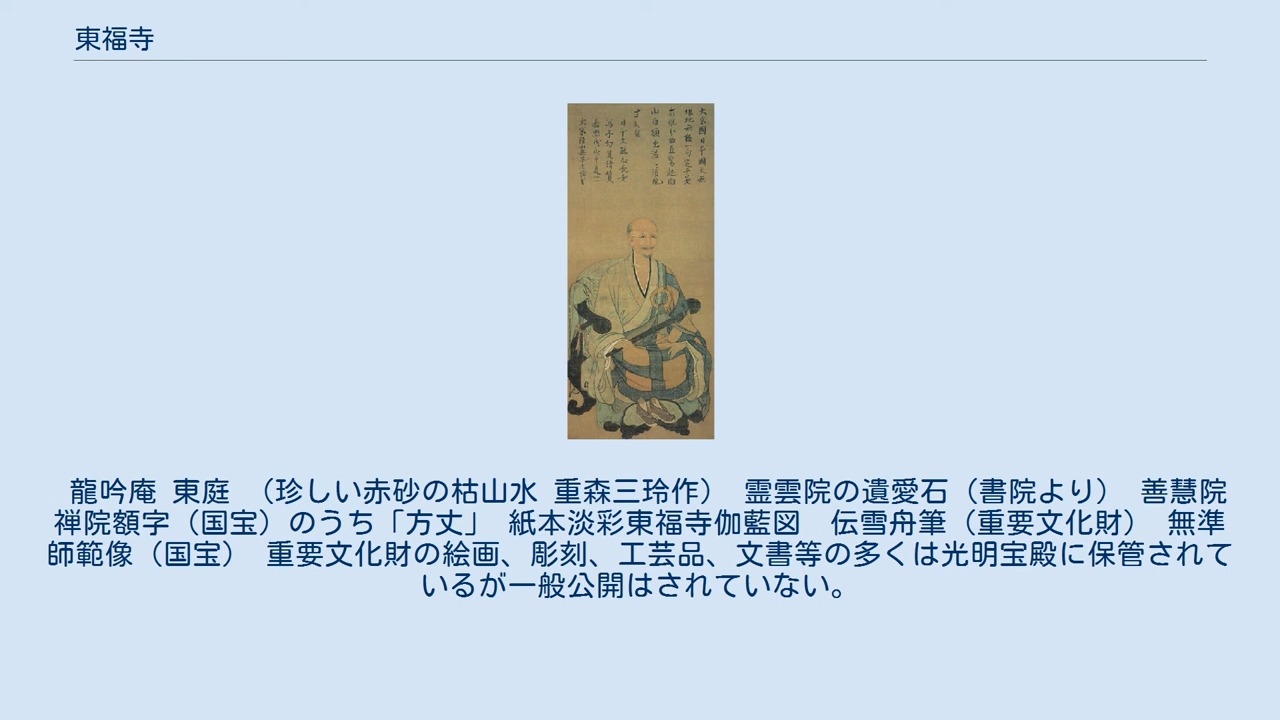 東福寺
龍吟庵 東庭 （珍しい赤砂の枯山水 重森三玲作） 霊雲院の遺愛石（書院より） 善慧院
禅院額字（国宝）のうち「方丈」 紙本淡彩東福寺伽藍図　伝雪舟筆（重要文化財） 無準
師範像（国宝） 重要文化財の絵画、彫刻、工芸品、文書等の多くは光明宝殿に保管されて
いるが一般公開はされていない。